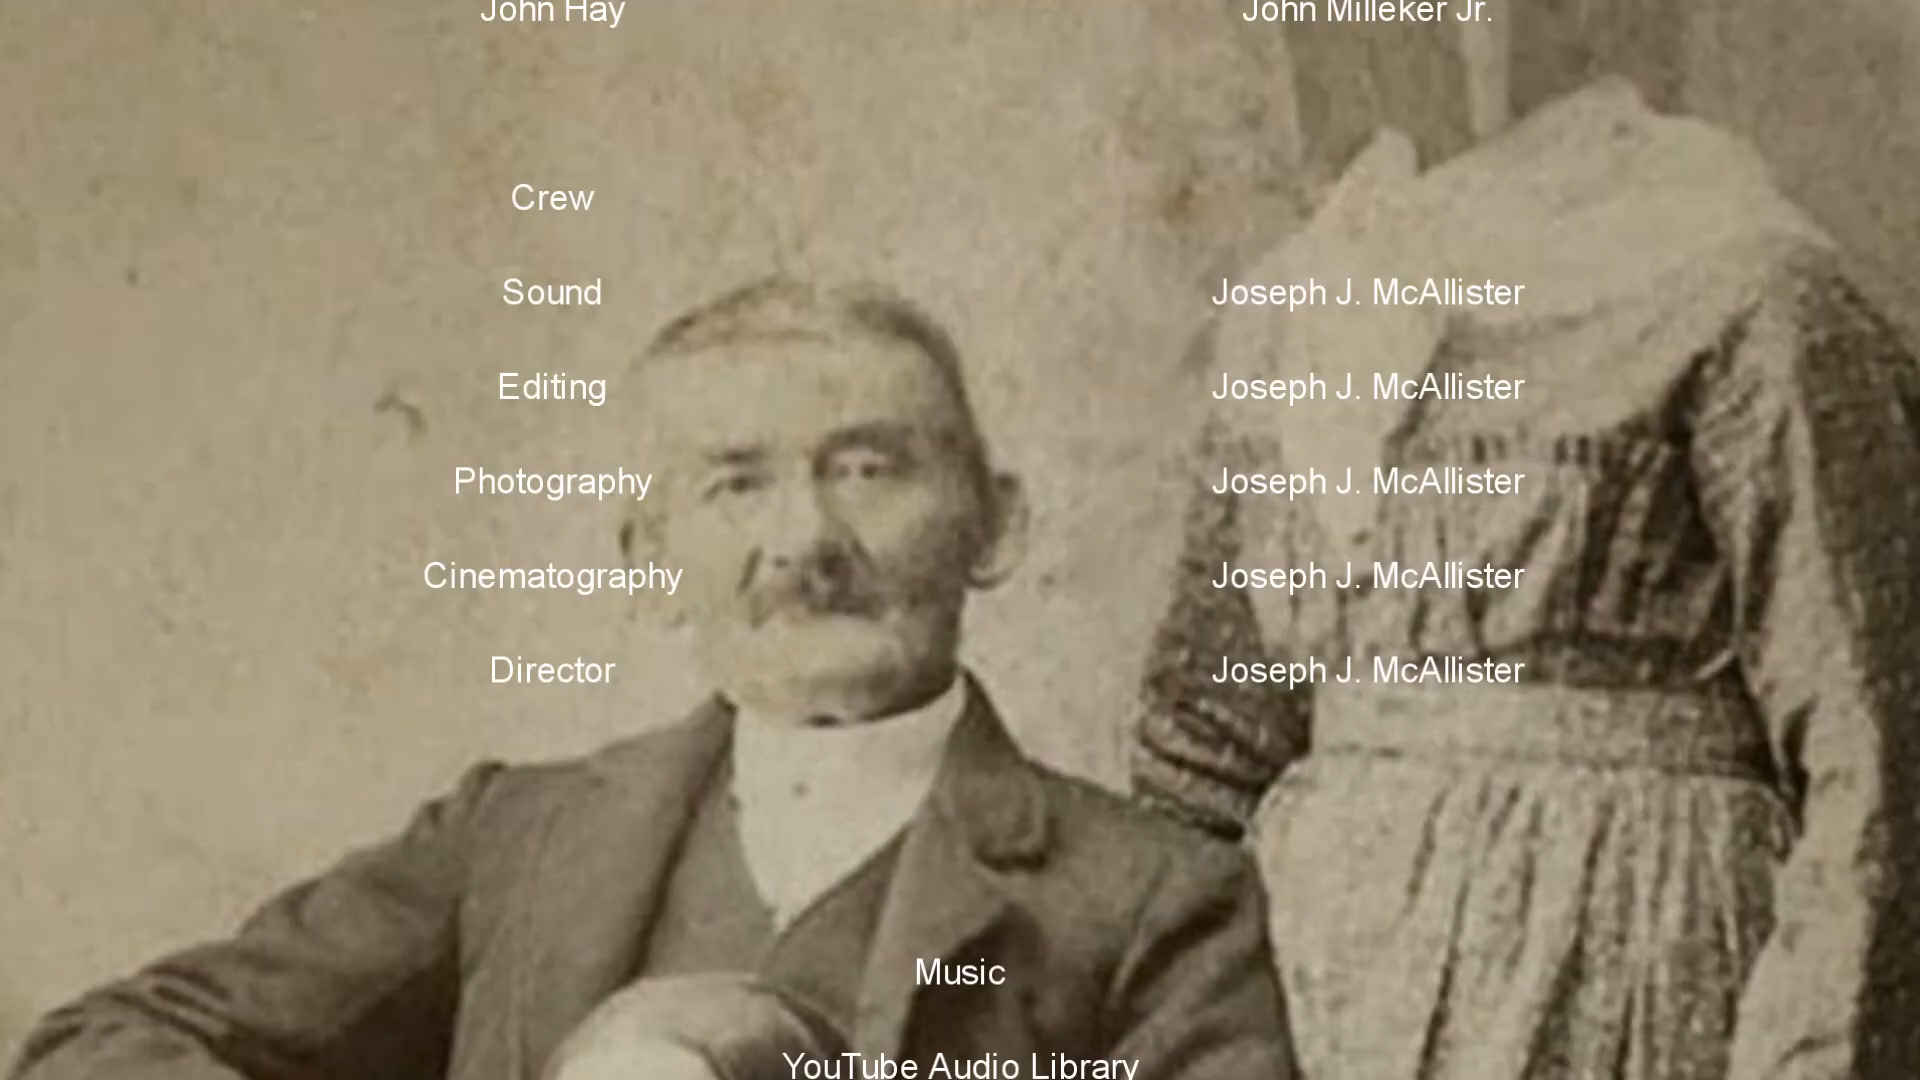 John Hay John Milleker Jr.
Crew
Sound Joseph J. McAllister
Editing Joseph J. McAllister
Photography Joseph J. McAllister
Cinematography Joseph J. McAllister
Director Joseph J. McAllister
Music
YouTube Audio Library